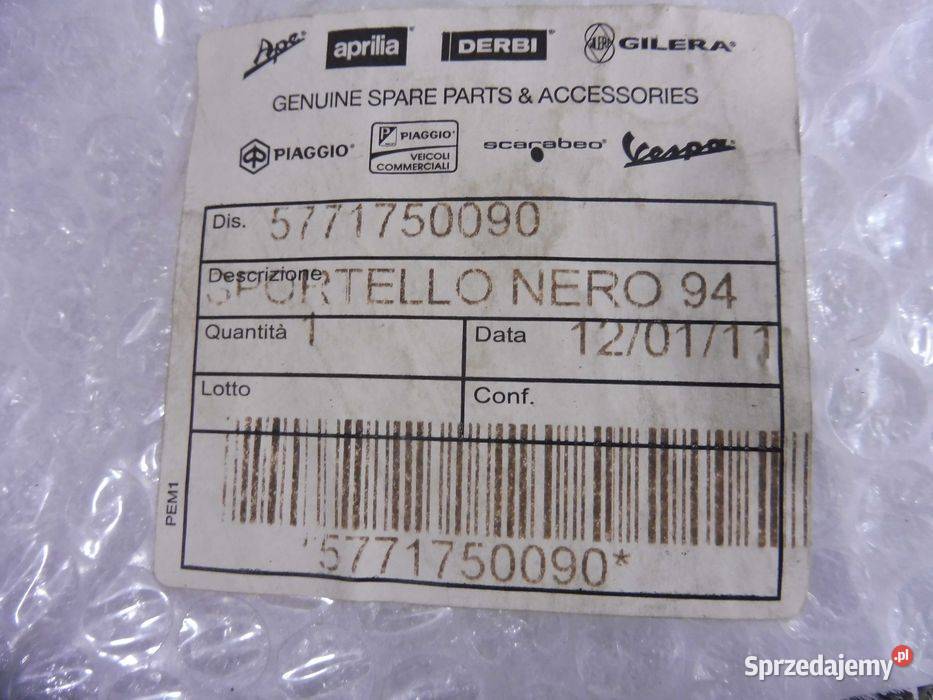 Ape aprilia DERBI GILERA
GENUINE SPARE PARTS & ACCESSORIES
PIAGGIO PIAGGIO VEICOLI COMMERCIALI scarabeo Vespa
Dis. 5771750090
Descrizione SPORTELLO NERO 94
Quantità 1 Data 12/01/11
Lotto Conf.
PEM1
*5771750090*
Sprzedajemy.pl